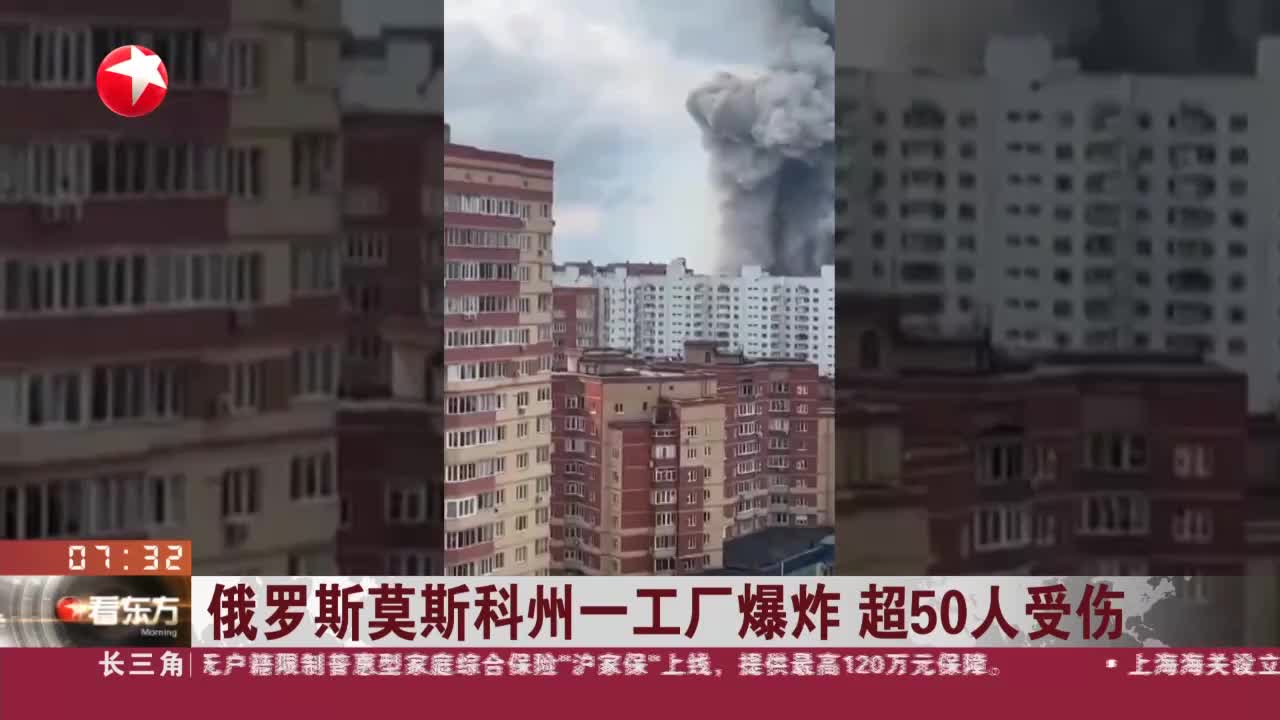 07:32
看东方
Morning
俄罗斯莫斯科州一工厂爆炸 超50人受伤
长三角
无户籍限制普惠型家庭综合保险“沪家保”上线，提供最高120万元保障。
* 上海海关设立